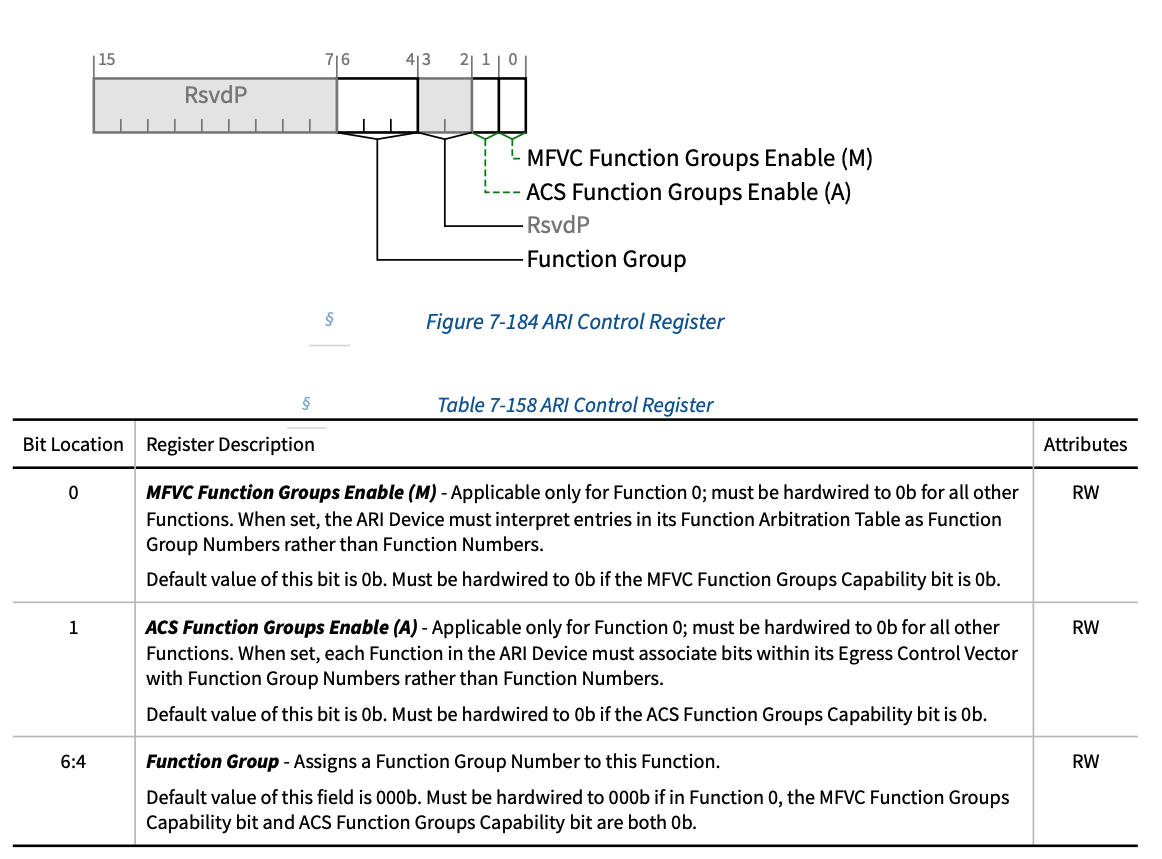 15 7 6 4 3 2 1 0
RsvdP
MFVC Function Groups Enable (M)
ACS Function Groups Enable (A)
RsvdP
Function Group
§ Figure 7-184 ARI Control Register
§ Table 7-158 ARI Control Register
Bit Location Register Description Attributes
0 MFVC Function Groups Enable (M) - Applicable only for Function 0; must be hardwired to 0b for all other RW
Functions. When set, the ARI Device must interpret entries in its Function Arbitration Table as Function
Group Numbers rather than Function Numbers.
Default value of this bit is 0b. Must be hardwired to 0b if the MFVC Function Groups Capability bit is 0b.
1 ACS Function Groups Enable (A) - Applicable only for Function 0; must be hardwired to 0b for all other RW
Functions. When set, each Function in the ARI Device must associate bits within its Egress Control Vector
with Function Group Numbers rather than Function Numbers.
Default value of this bit is 0b. Must be hardwired to 0b if the ACS Function Groups Capability bit is 0b.
6:4 Function Group - Assigns a Function Group Number to this Function. RW
Default value of this field is 000b. Must be hardwired to 000b if in Function 0, the MFVC Function Groups
Capability bit and ACS Function Groups Capability bit are both 0b.